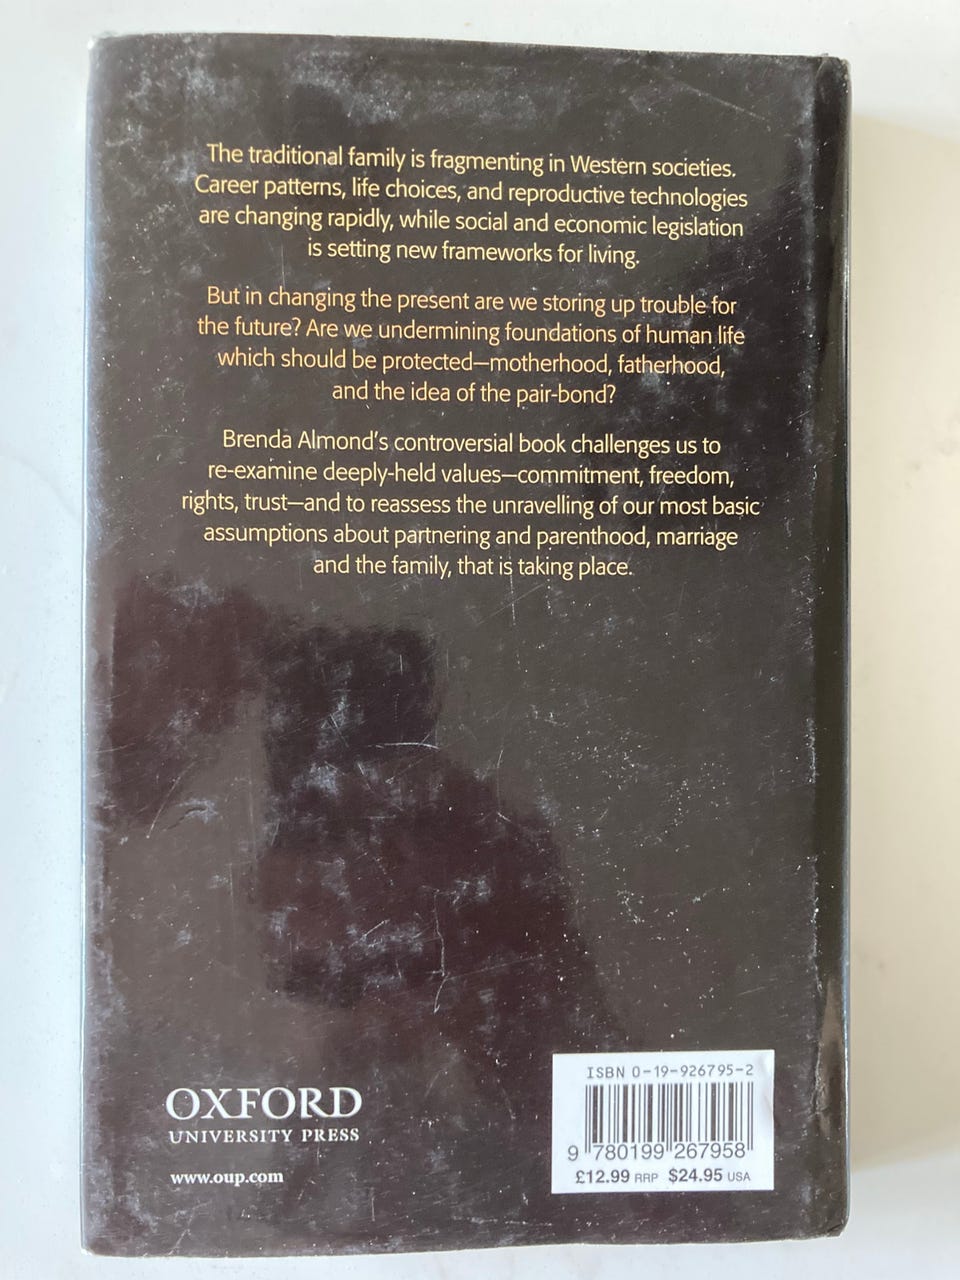 The traditional family is fragmenting in Western societies.
Career patterns, life choices, and reproductive technologies
are changing rapidly, while social and economic legislation
is setting new frameworks for living.
But in changing the present are we storing up trouble for
the future? Are we undermining foundations of human life
which should be protected—motherhood, fatherhood,
and the idea of the pair-bond?
Brenda Almond's controversial book challenges us to
re-examine deeply-held values—commitment, freedom,
rights, trust—and to reassess the unravelling of our most basic
assumptions about partnering and parenthood, marriage
and the family, that is taking place.
OXFORD
UNIVERSITY PRESS
www.oup.com
ISBN 0-19-926795-2
9 780199 267958
£12.99 RRP $24.95 USA